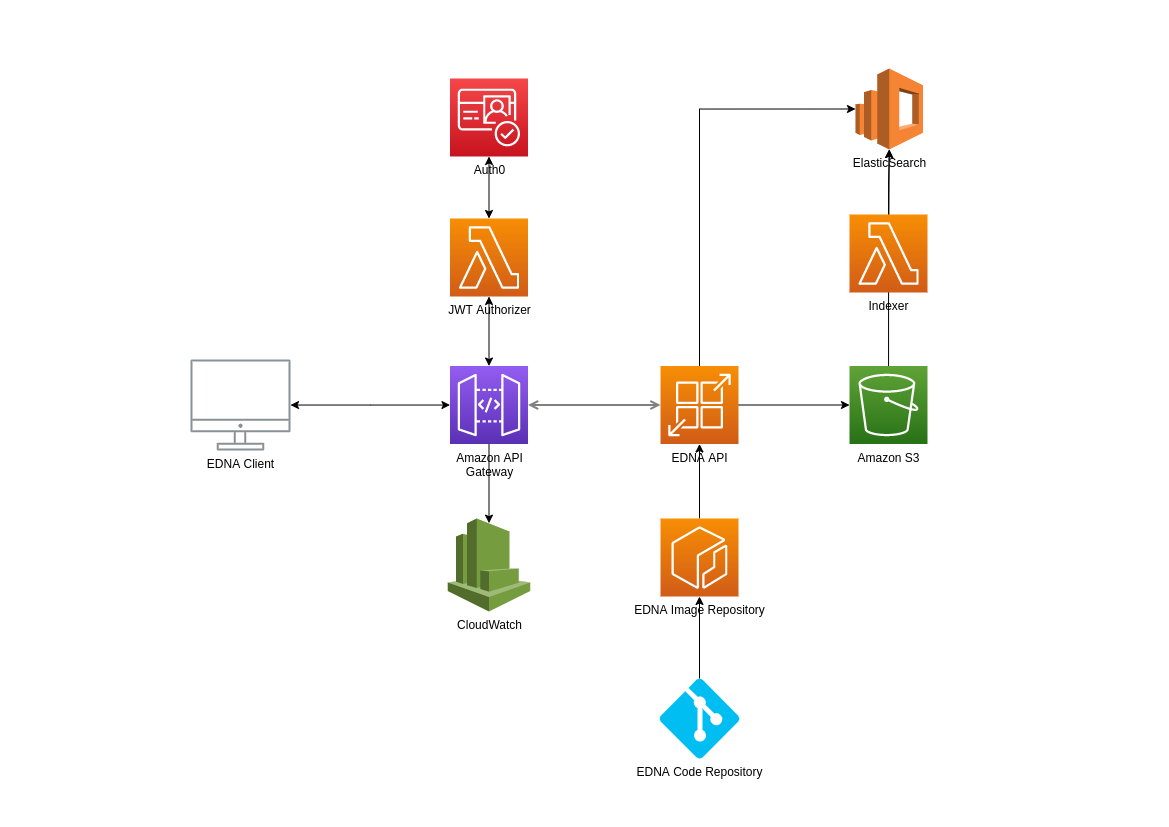 Auth0
ElasticSearch
JWT Authorizer
Indexer
EDNA Client
Amazon API
Gateway
EDNA API
Amazon S3
CloudWatch
EDNA Image Repository
EDNA Code Repository